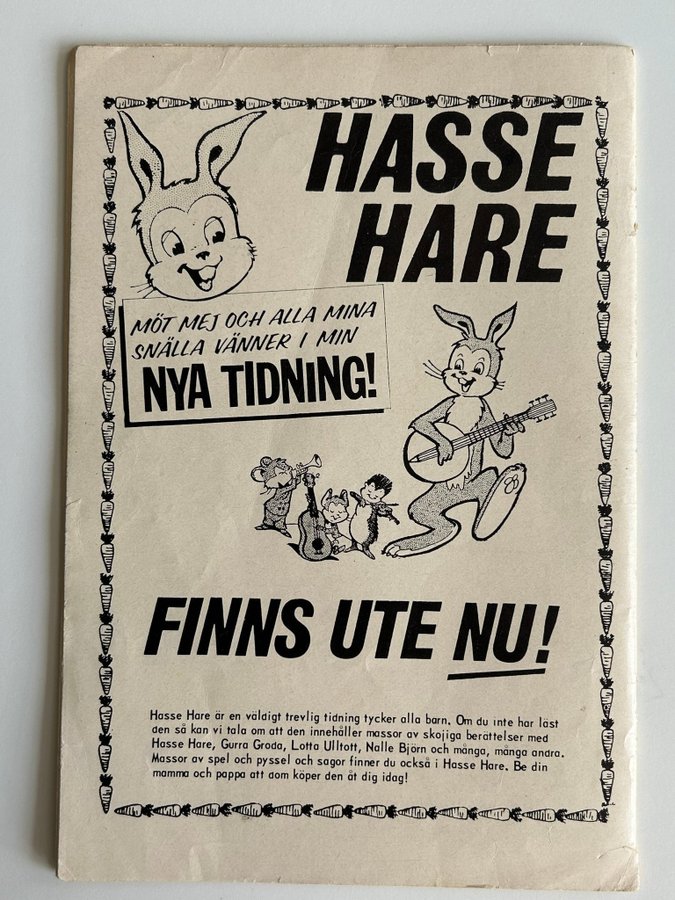 HASSE
HARE
MÖT MEJ OCH ALLA MINA
SNÄLLA VÄNNER I MIN
NYA TIDNING!
FINNS UTE NU!
Hasse Hare är en väldigt trevlig tidning tycker alla barn. Om du inte har läst
den så kan vi tala om att den innehåller massor av skojiga berättelser med
Hasse Hare, Gurra Groda, Lotta Ulltott, Nalle Björn och många, många andra.
Massor av spel och pyssel och sagor finner du också i Hasse Hare. Be din
mamma och pappa att dom köper den åt dig idag!